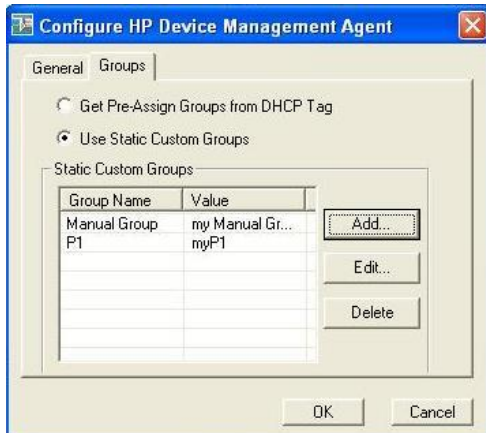 Configure HP Device Management Agent
General Groups
Get Pre-Assign Groups from DHCP Tag
Use Static Custom Groups
Static Custom Groups
Group Name Value
Manual Group my Manual Gr...
P1 myP1
Add...
Edit...
Delete
OK Cancel